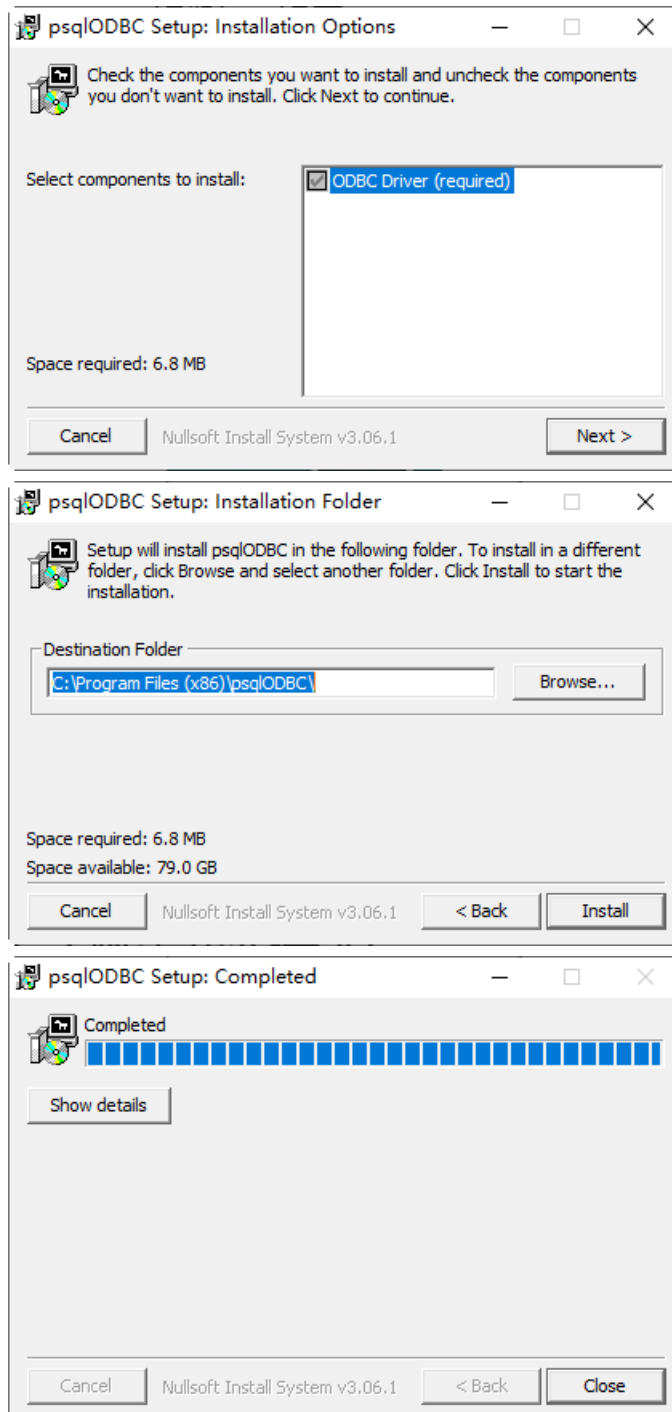 psqlODBC Setup: Installation Options
Check the components you want to install and uncheck the components
you don't want to install. Click Next to continue.
Select components to install:
ODBC Driver (required)
Space required: 6.8 MB
Cancel
Nullsoft Install System v3.06.1
Next >
psqlODBC Setup: Installation Folder
Setup will install psqlODBC in the following folder. To install in a different
folder, click Browse and select another folder. Click Install to start the
installation.
Destination Folder
C:\Program Files (x86)\psqlODBC\
Browse...
Space required: 6.8 MB
Space available: 79.0 GB
Cancel
Nullsoft Install System v3.06.1
< Back
Install
psqlODBC Setup: Completed
Completed
Show details
Cancel
Nullsoft Install System v3.06.1
< Back
Close